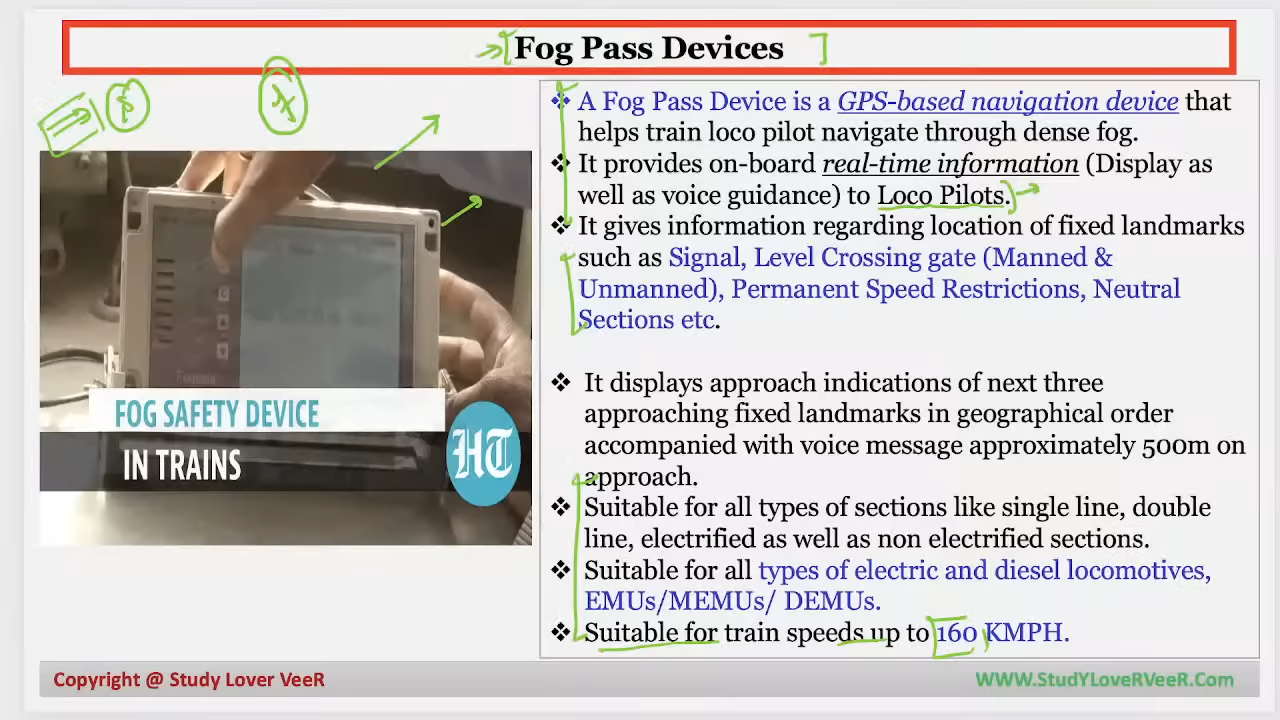 Fog Pass Devices
❖ A Fog Pass Device is a GPS-based navigation device that
helps train loco pilot navigate through dense fog.
❖ It provides on-board real-time information (Display as
well as voice guidance) to Loco Pilots.
❖ It gives information regarding location of fixed landmarks
such as Signal, Level Crossing gate (Manned &
Unmanned), Permanent Speed Restrictions, Neutral
Sections etc.
❖ It displays approach indications of next three
approaching fixed landmarks in geographical order
accompanied with voice message approximately 500m on
approach.
❖ Suitable for all types of sections like single line, double
line, electrified as well as non electrified sections.
❖ Suitable for all types of electric and diesel locomotives,
EMUs/MEMUs/ DEMUs.
❖ Suitable for train speeds up to 160 KMPH.
FOG SAFETY DEVICE
IN TRAINS
HT
Copyright @ Study Lover VeeR
WWW.StudYLoveRVeeR.Com